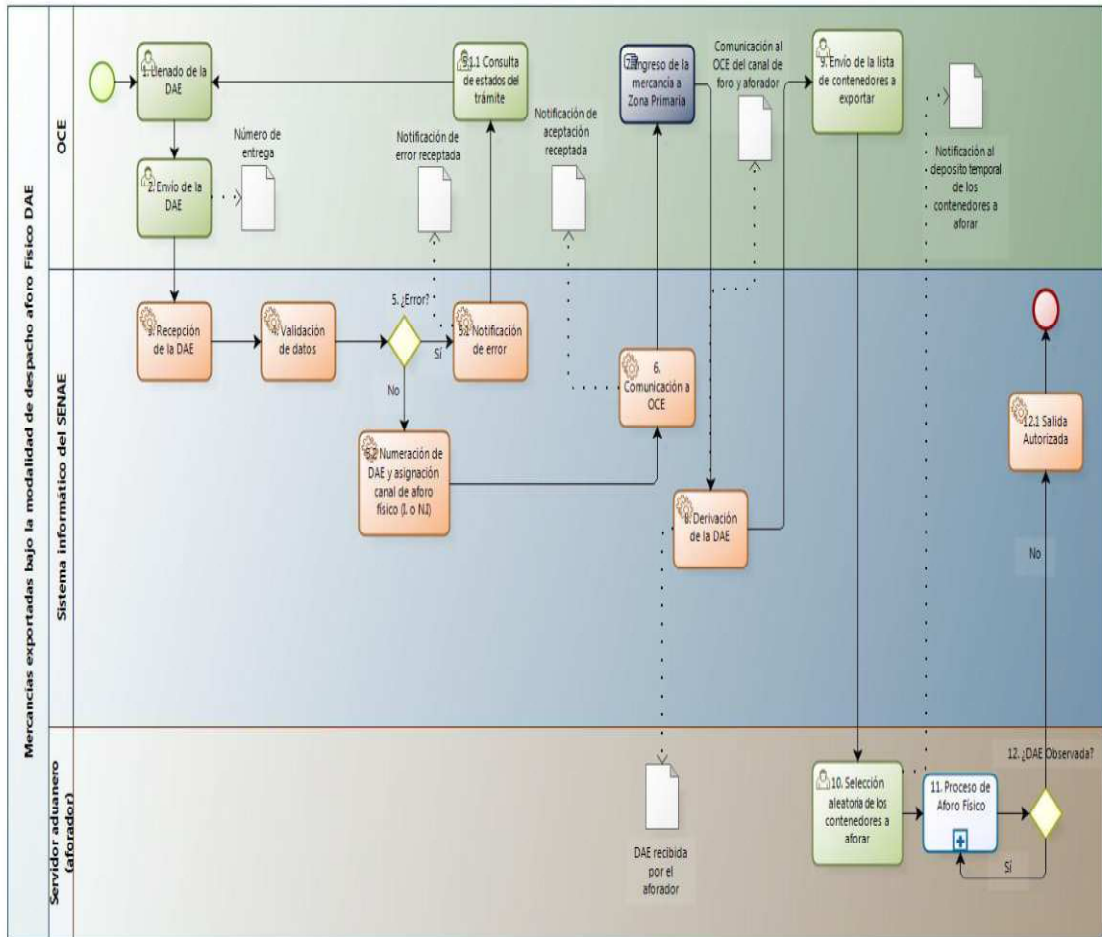 Mercancías exportadas bajo la modalidad de despacho aforo Físico DAE
OCE
1. Llenado de la
DAE
2. Envío de la
DAE
Número de
entrega
5.1.1 Consulta
de estados del
trámite
Notificación de
error receptada
Notificación de
aceptación
receptada
7. Ingreso de la
mercancía a
Zona Primaria
Comunicación al
OCE del canal de
foro y aforador
9. Envío de la lista
de contenedores a
exportar
Notificación al
deposito temporal
de los
contenedores a
aforar
Sistema informático del SENAE
3. Recepción
de la DAE
4. Validación
de datos
5. ¿Error?
Sí
No
5.1 Notificación
de error
5.2 Numeración de
DAE y asignación
canal de aforo
físico (I. o N.I)
6.
Comunicación a
OCE
8. Derivación
de la DAE
12.1 Salida
Autorizada
No
Servidor aduanero
(aforador)
DAE recibida
por el
aforador
10. Selección
aleatoria de los
contenedores a
aforar
11. Proceso de
Aforo Físico
12. ¿DAE Observada?
Sí